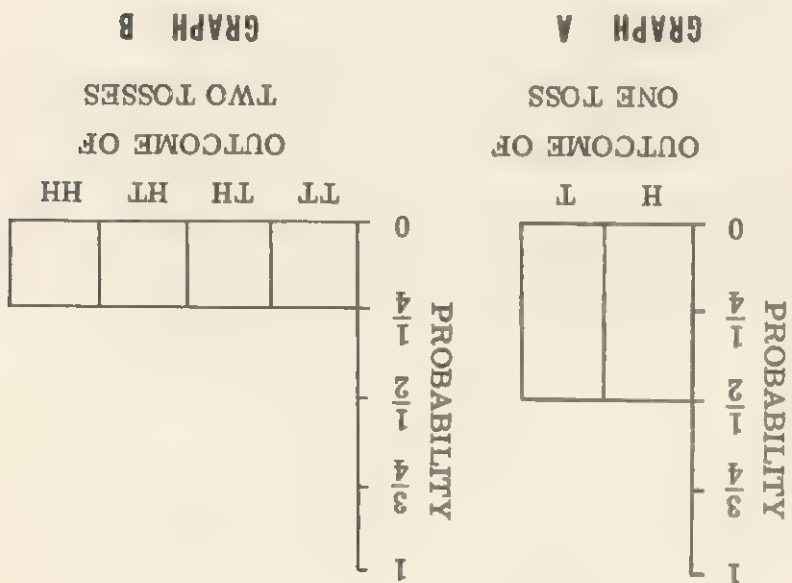 PROBABILITY
1
3/4
1/2
1/4
0
H T
OUTCOME OF
ONE TOSS
GRAPH A
PROBABILITY
1
3/4
1/2
1/4
0
TT TH HT HH
OUTCOME OF
TWO TOSSES
GRAPH B